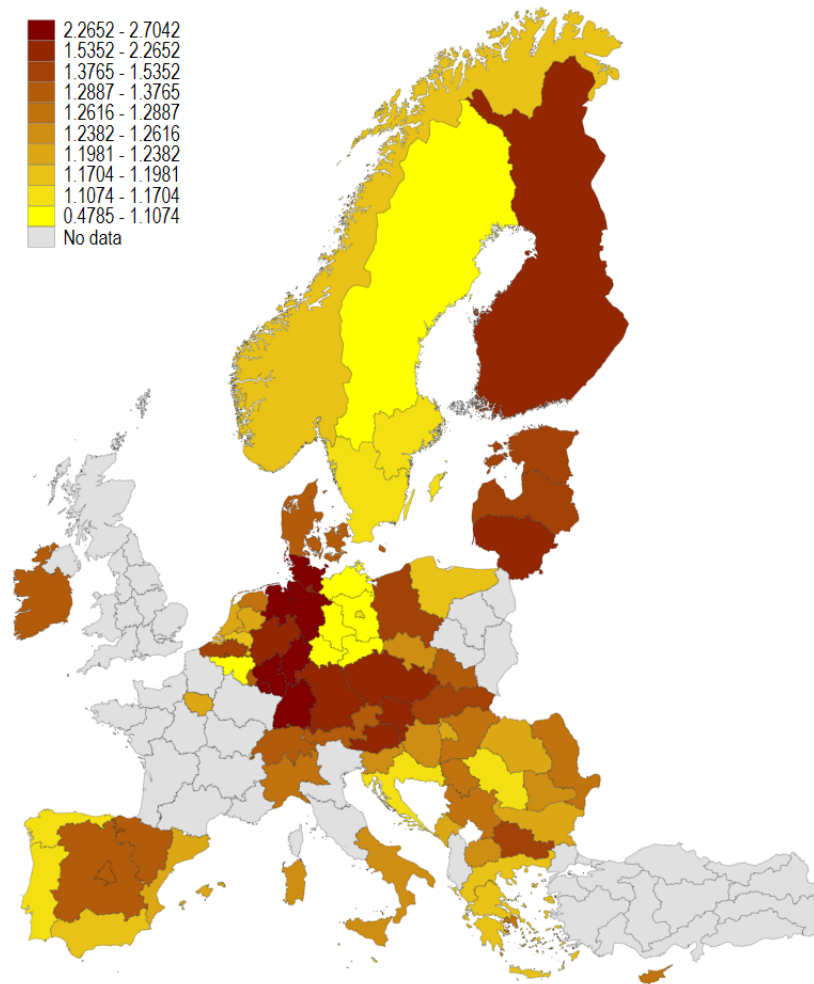 2.2652 - 2.7042
1.5352 - 2.2652
1.3765 - 1.5352
1.2887 - 1.3765
1.2616 - 1.2887
1.2382 - 1.2616
1.1981 - 1.2382
1.1704 - 1.1981
1.1074 - 1.1704
0.4785 - 1.1074
No data